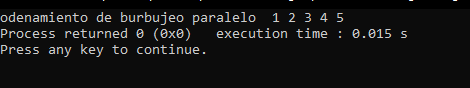 odenamiento de burbujeo paralelo  1 2 3 4 5
Process returned 0 (0x0)   execution time : 0.015 s
Press any key to continue.